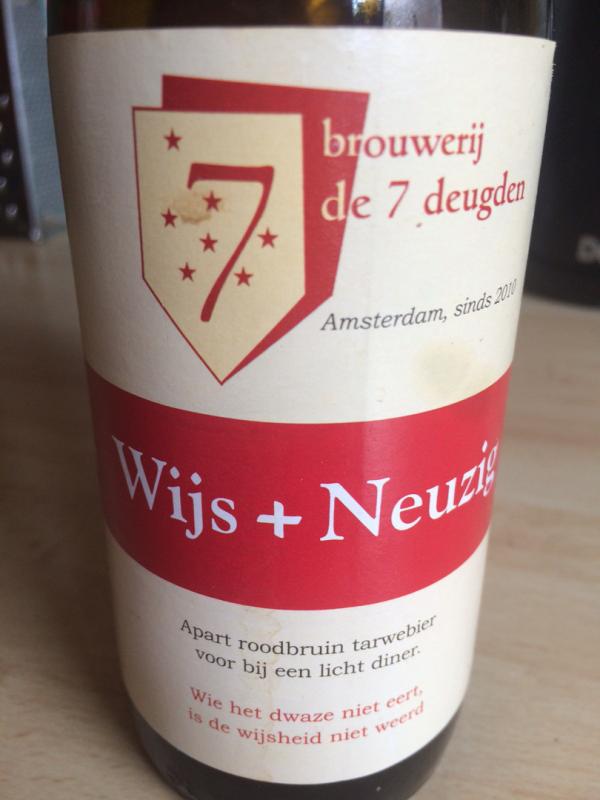 7
brouwerij
de 7 deugden
Amsterdam, sinds 2010
Wijs + Neuzig
Apart roodbruin tarwebier
voor bij een licht diner.
Wie het dwaze niet eert,
is de wijsheid niet weerd